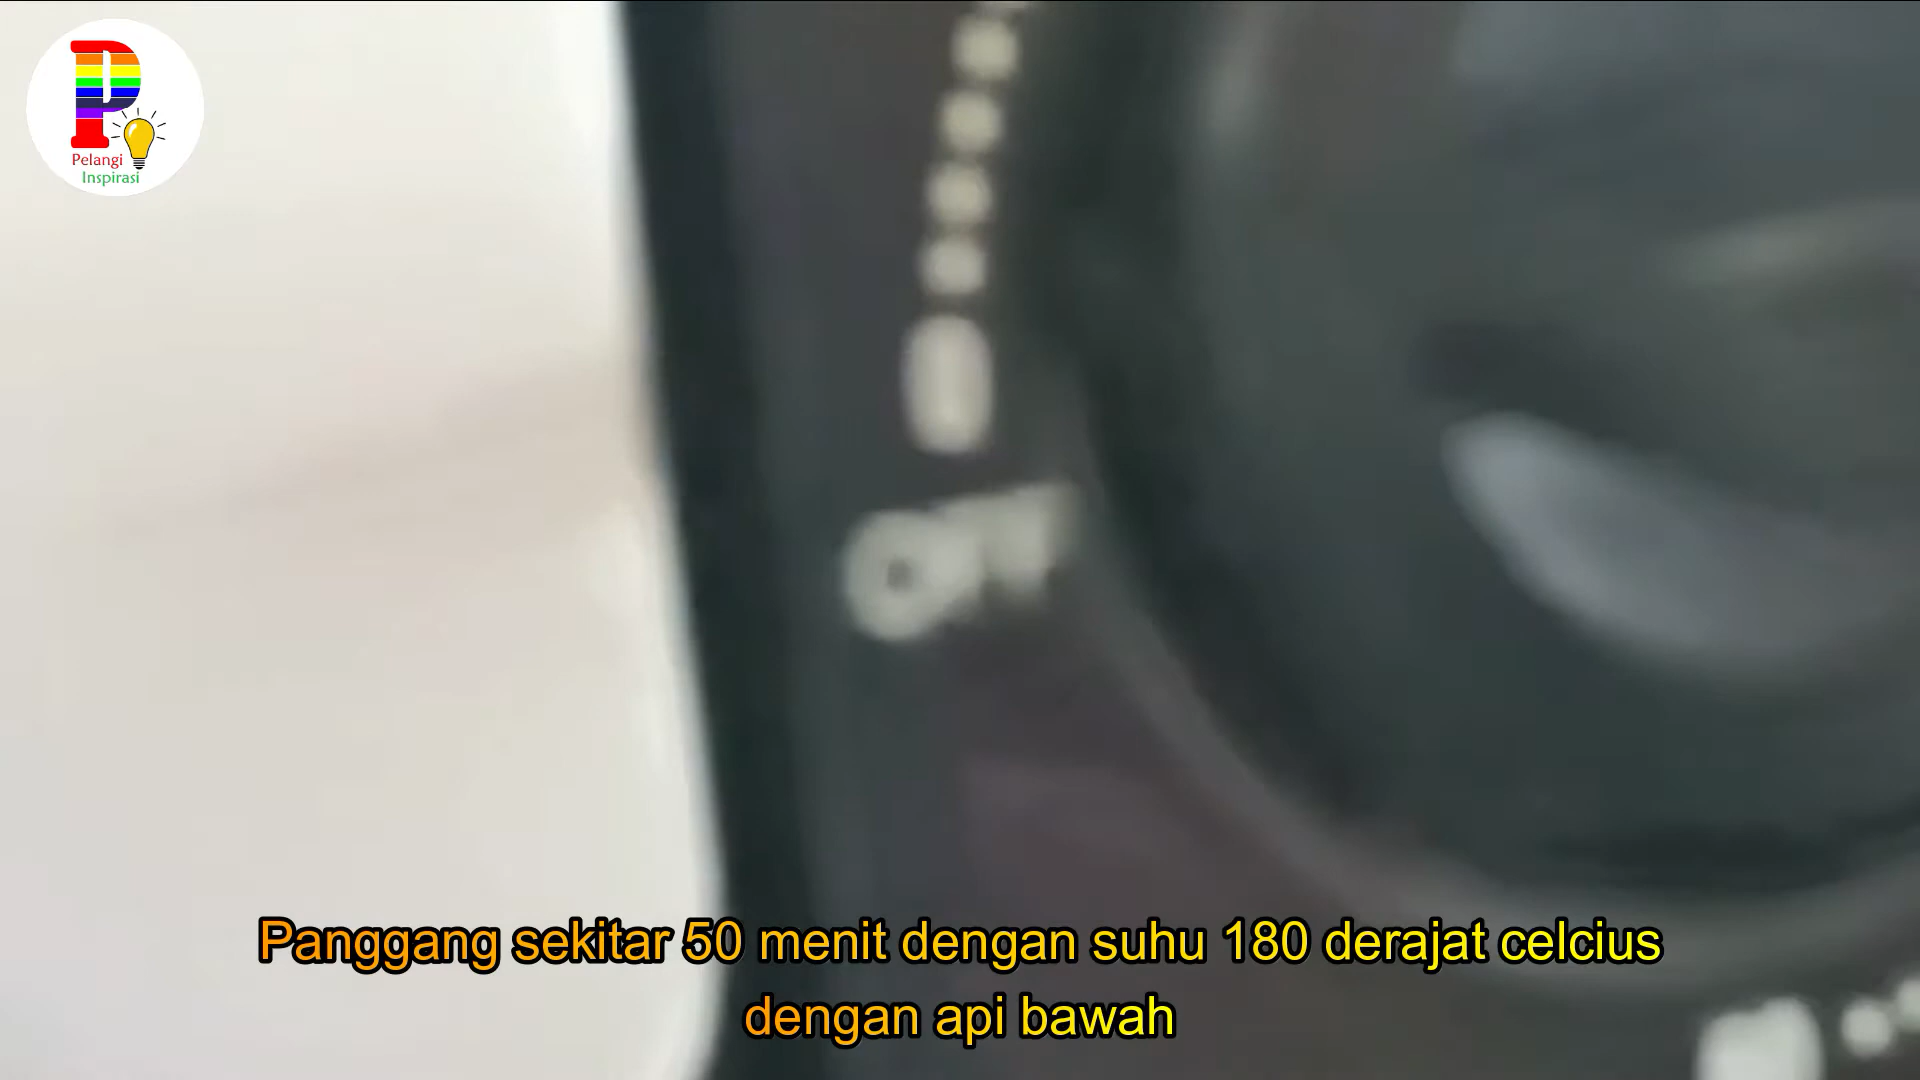 P
Pelangi
Inspirasi
Panggang sekitar 50 menit dengan suhu 180 derajat celcius
dengan api bawah